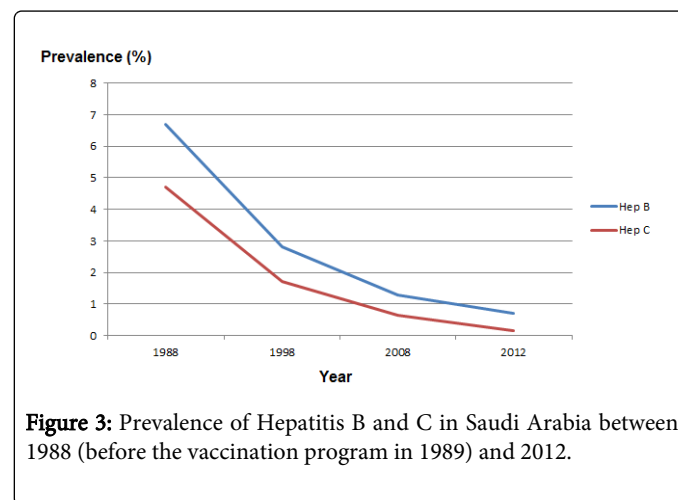 Prevalence (%)
8
7
6
5
4
3
2
1
0
1988 1998 2008 2012
Year
Hep B
Hep C
Figure 3: Prevalence of Hepatitis B and C in Saudi Arabia between
1988 (before the vaccination program in 1989) and 2012.